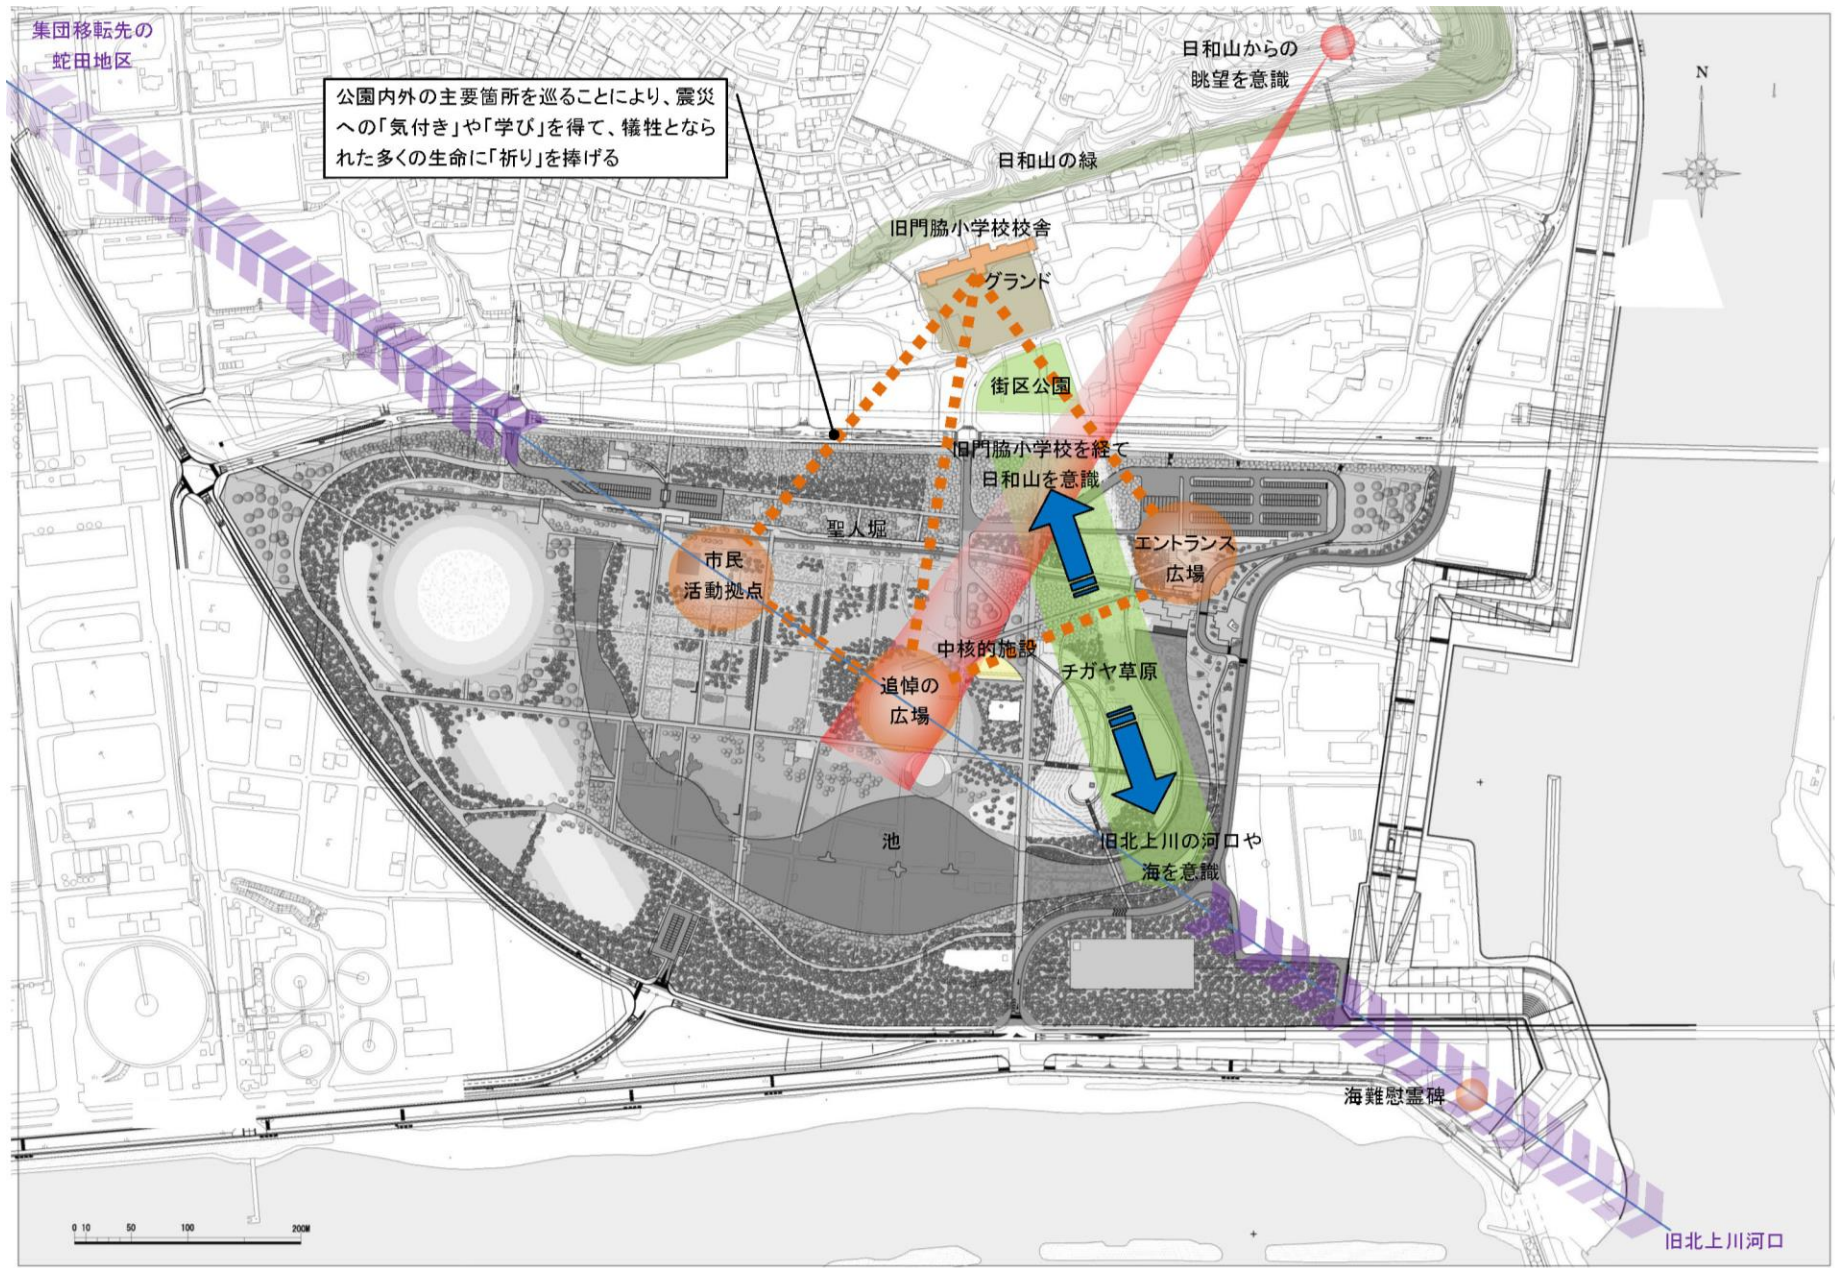 集団移転先の
蛇田地区
日和山からの
眺望を意識
N
公園内外の主要箇所を巡ることにより、震災
への「気付き」や「学び」を得て、犠牲となら
れた多くの生命に「祈り」を捧げる
日和山の緑
旧門脇小学校校舎
グランド
街区公園
旧門脇小学校を経て
日和山を意識
聖人堀
市民
活動拠点
エントランス
広場
中核的施設
チガヤ草原
追悼の
広場
池
旧北上川の河口や
海を意識
海難慰霊碑
0 10 50 100 200M
旧北上川河口